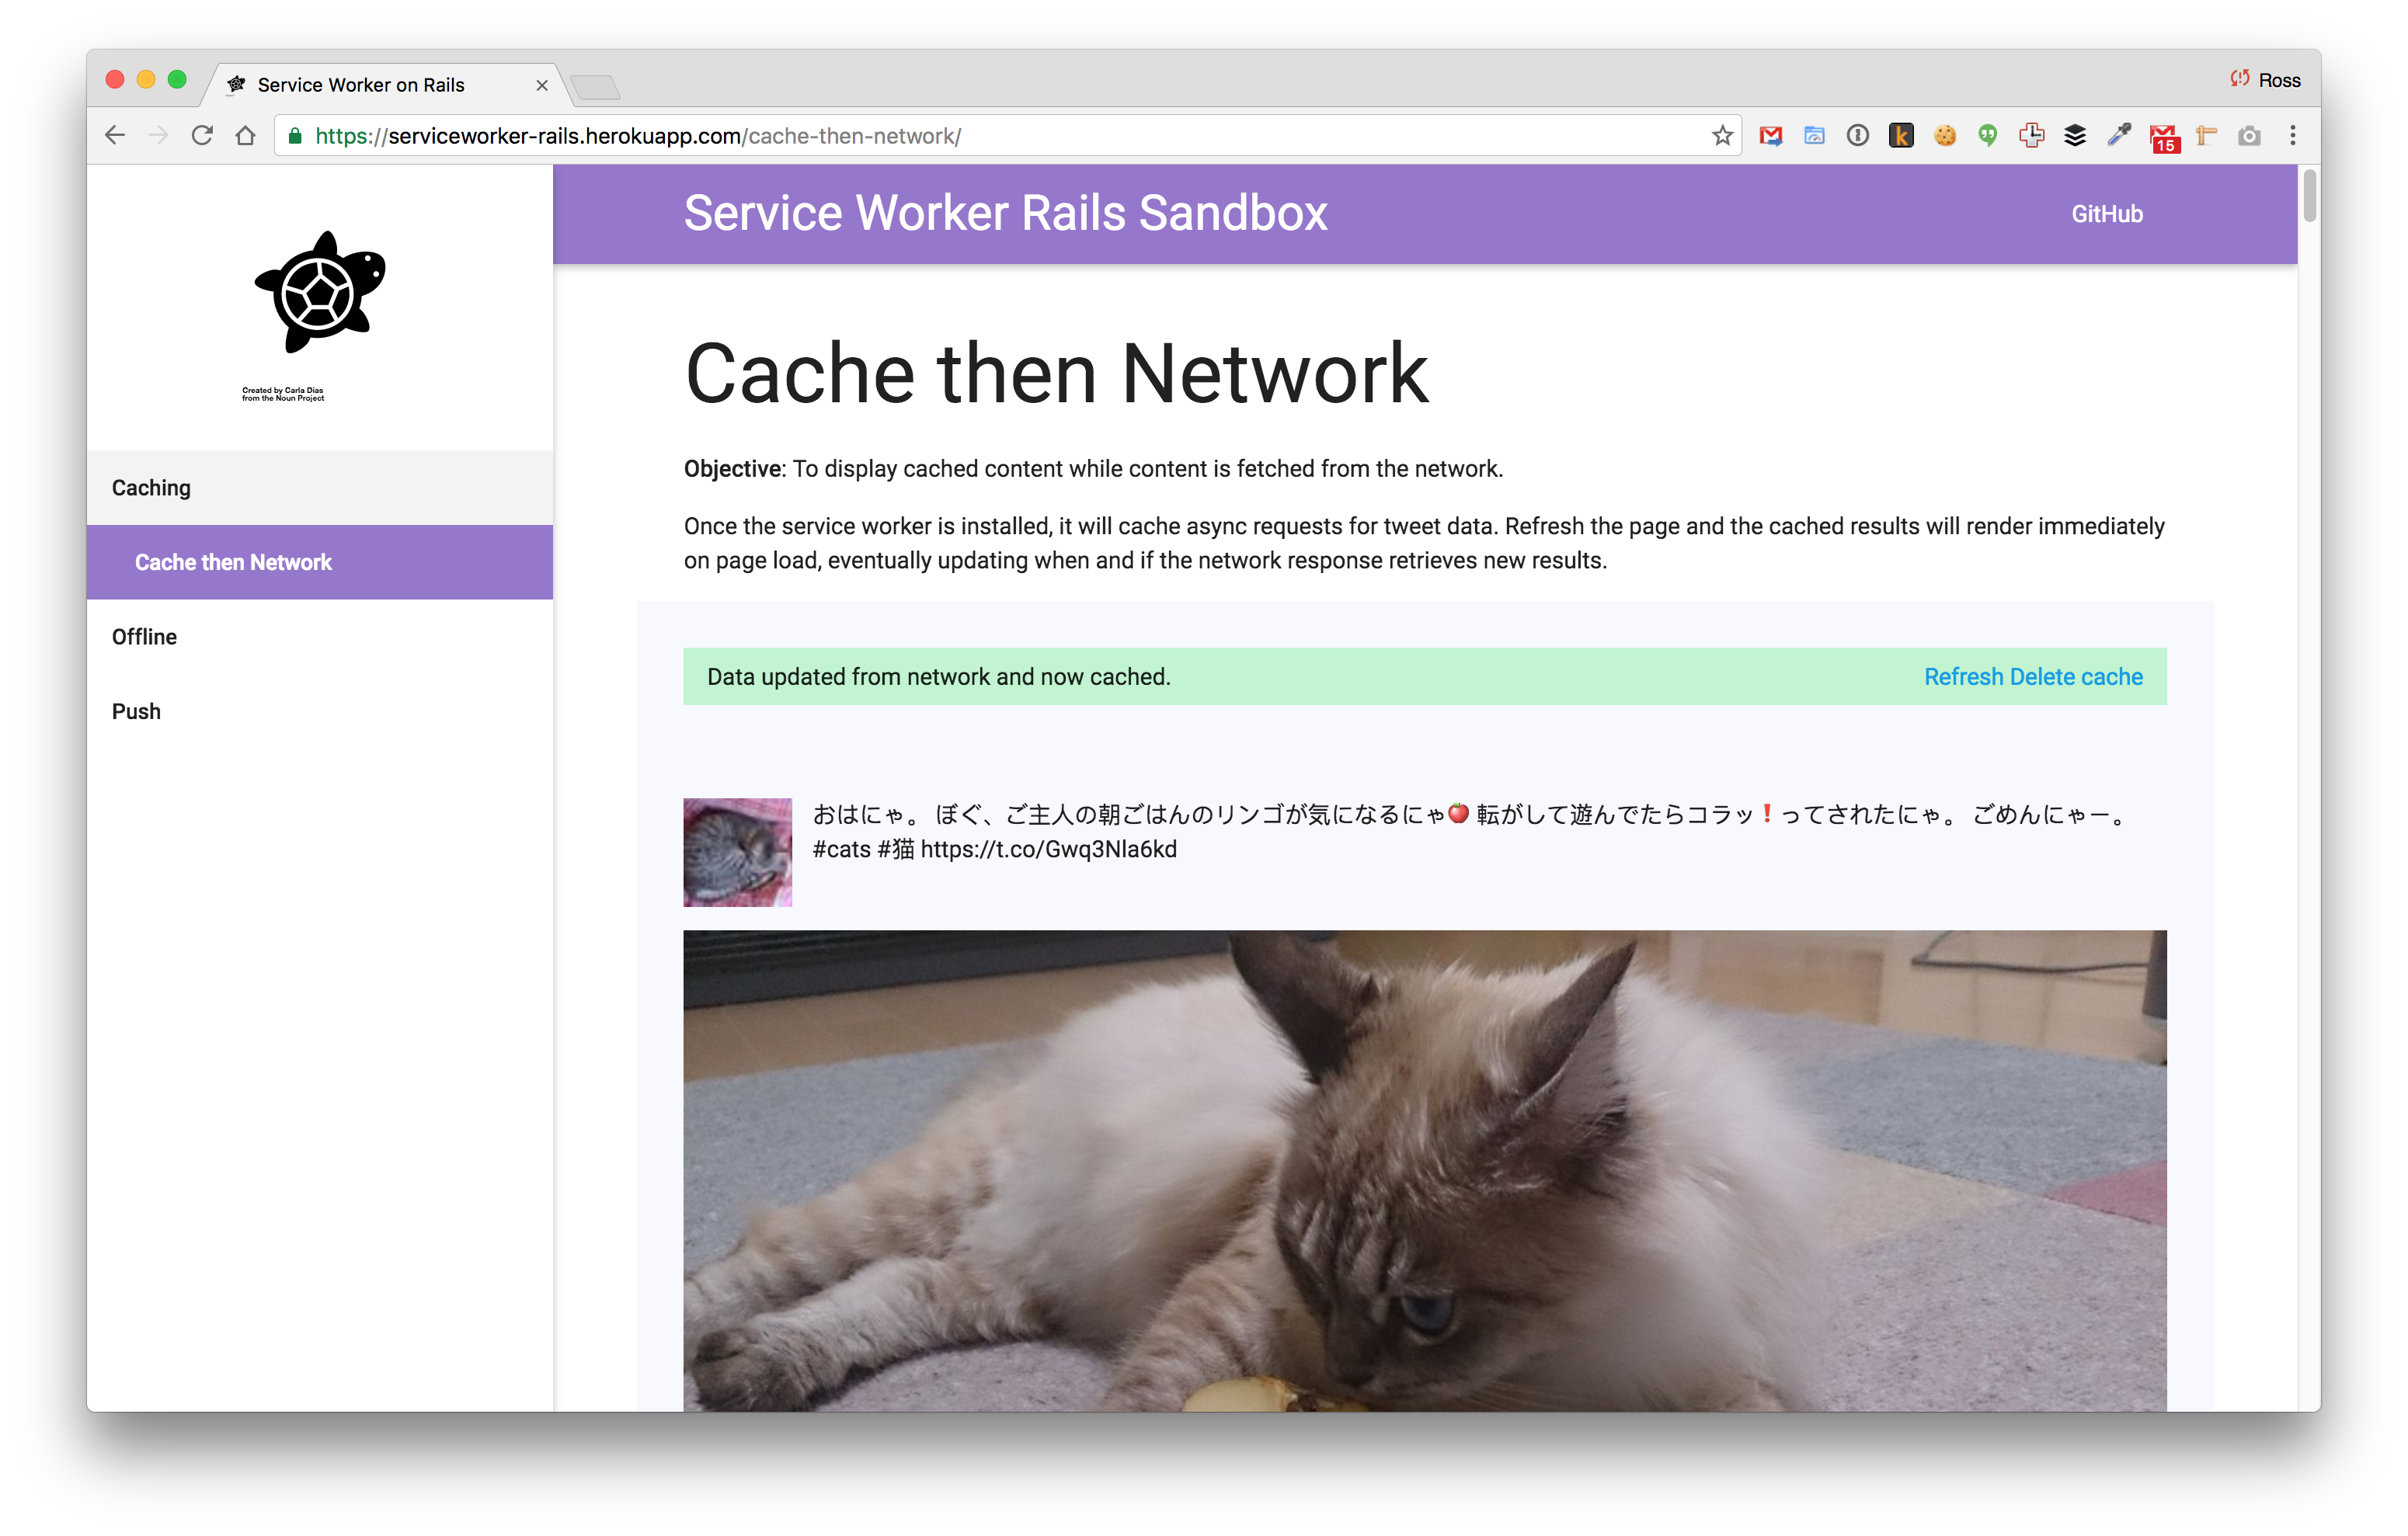 Service Worker on Rails
Ross
https://serviceworker-rails.herokuapp.com/cache-then-network/
15
Service Worker Rails Sandbox
GitHub
Created by Carla Dias
from the Noun Project
Caching
Cache then Network
Offline
Push
Cache then Network
Objective: To display cached content while content is fetched from the network.
Once the service worker is installed, it will cache async requests for tweet data. Refresh the page and the cached results will render immediately
on page load, eventually updating when and if the network response retrieves new results.
Data updated from network and now cached.
Refresh Delete cache
おはにゃ。 ぼぐ、ご主人の朝ごはんのリンゴが気になるにゃ🍎 転がして遊んでたらコラッ❗ってされたにゃ。 ごめんにゃー。
#cats #猫 https://t.co/Gwq3Nla6kd